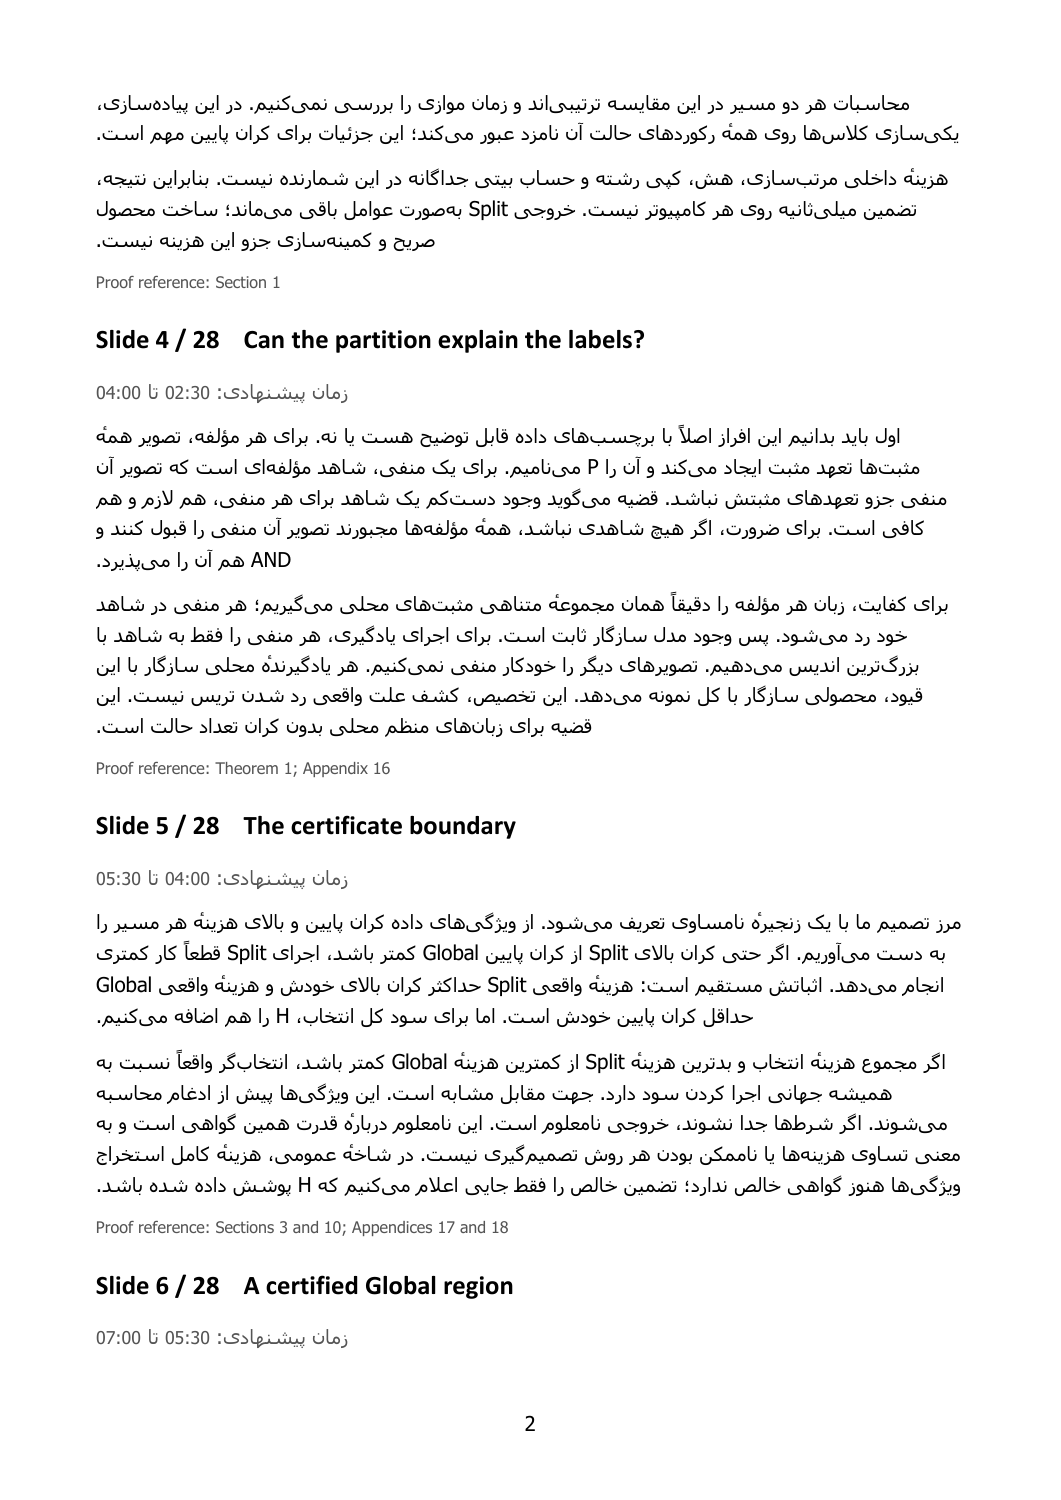 محاسبات هر دو مسیر در این مقایسه ترتیبی‌اند و زمان موازی را بررسی نمی‌کنیم. در این پیاده‌سازی،
یکی‌سازی کلاس‌ها روی همهٔ رکوردهای حالت آن نامزد عبور می‌کند؛ این جزئیات برای کران پایین مهم است.
هزینهٔ داخلی مرتب‌سازی، هش، کپی رشته و حساب بیتی جداگانه در این شمارنده نیست. بنابراین نتیجه،
تضمین میلی‌ثانیه روی هر کامپیوتر نیست. خروجی Split به‌صورت عوامل باقی می‌ماند؛ ساخت محصول
صریح و کمینه‌سازی جزو این هزینه نیست.
Proof reference: Section 1
Slide 4 / 28 Can the partition explain the labels?
زمان پیشنهادی: 02:30 تا 04:00
اول باید بدانیم این افراز اصلاً با برچسب‌های داده قابل توضیح هست یا نه. برای هر مؤلفه، تصویر همهٔ
مثبت‌ها تعهد مثبت ایجاد می‌کند و آن را P می‌نامیم. برای یک منفی، شاهد مؤلفه‌ای است که تصویر آن
منفی جزو تعهدهای مثبتش نباشد. قضیه می‌گوید وجود دست‌کم یک شاهد برای هر منفی، هم لازم و هم
کافی است. برای ضرورت، اگر هیچ شاهدی نباشد، همهٔ مؤلفه‌ها مجبورند تصویر آن منفی را قبول کنند و
AND هم آن را می‌پذیرد.
برای کفایت، زبان هر مؤلفه را دقیقاً همان مجموعهٔ متناهی مثبت‌های محلی می‌گیریم؛ هر منفی در شاهد
خود رد می‌شود. پس وجود مدل سازگار ثابت است. برای اجرای یادگیری، هر منفی را فقط به شاهد با
بزرگ‌ترین اندیس می‌دهیم. تصویرهای دیگر را خودکار منفی نمی‌کنیم. هر یادگیرندهٔ محلی سازگار با این
قیود، محصولی سازگار با کل نمونه می‌دهد. این تخصیص، کشف علت واقعی رد شدن تریس نیست. این
قضیه برای زبان‌های منظم محلی بدون کران تعداد حالت است.
Proof reference: Theorem 1; Appendix 16
Slide 5 / 28 The certificate boundary
زمان پیشنهادی: 04:00 تا 05:30
مرز تصمیم ما با یک زنجیرهٔ نامساوی تعریف می‌شود. از ویژگی‌های داده کران پایین و بالای هزینهٔ هر مسیر را
به دست می‌آوریم. اگر حتی کران بالای Split از کران پایین Global کمتر باشد، اجرای Split قطعاً کار کمتری
انجام می‌دهد. اثباتش مستقیم است: هزینهٔ واقعی Split حداکثر کران بالای خودش و هزینهٔ واقعی Global
حداقل کران پایین خودش است. اما برای سود کل انتخاب، H را هم اضافه می‌کنیم.
اگر مجموع هزینهٔ انتخاب و بدترین هزینهٔ Split از کمترین هزینهٔ Global کمتر باشد، انتخاب‌گر واقعاً نسبت به
همیشه جهانی اجرا کردن سود دارد. جهت مقابل مشابه است. این ویژگی‌ها پیش از ادغام محاسبه
می‌شوند. اگر شرط‌ها جدا نشوند، خروجی نامعلوم است. این نامعلوم دربارهٔ قدرت همین گواهی است و به
معنی تساوی هزینه‌ها یا ناممکن بودن هر روش تصمیم‌گیری نیست. در شاخهٔ عمومی، هزینهٔ کامل استخراج
ویژگی‌ها هنوز گواهی خالص ندارد؛ تضمین خالص را فقط جایی اعلام می‌کنیم که H پوشش داده شده باشد.
Proof reference: Sections 3 and 10; Appendices 17 and 18
Slide 6 / 28 A certified Global region
زمان پیشنهادی: 05:30 تا 07:00
2